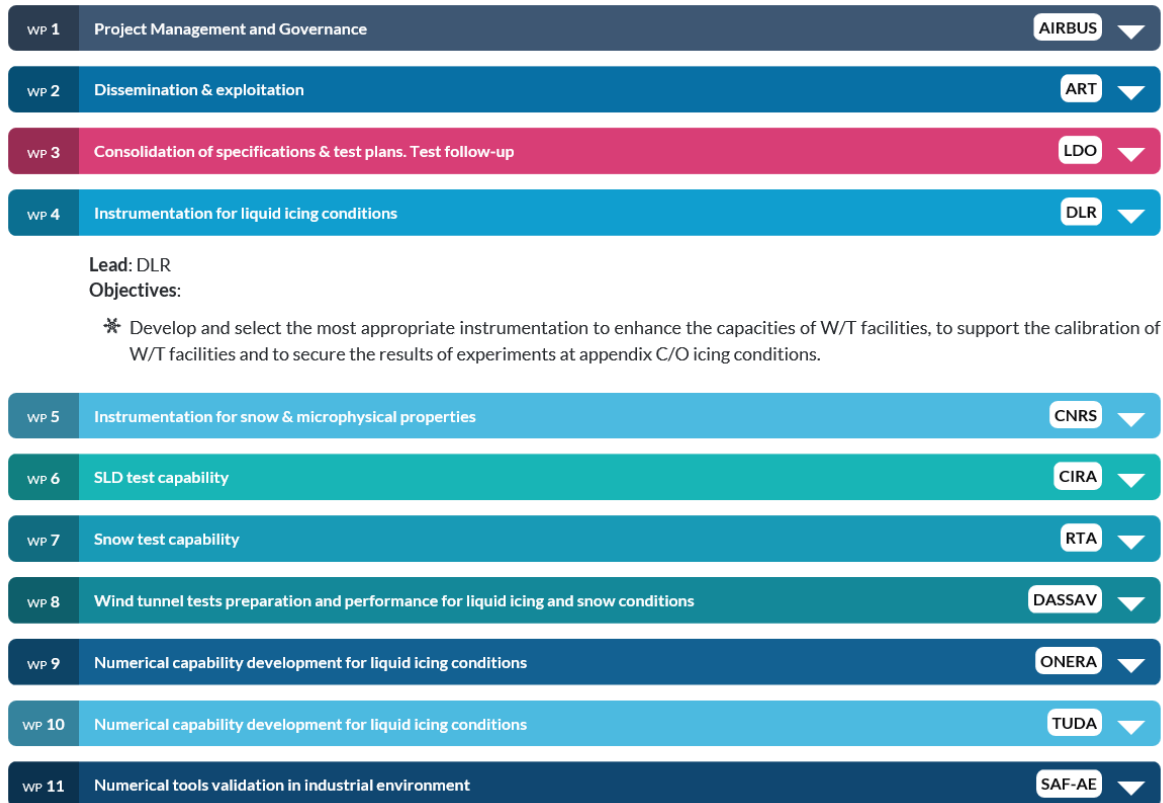 WP 1 Project Management and Governance AIRBUS
WP 2 Dissemination & exploitation ART
WP 3 Consolidation of specifications & test plans. Test follow-up LDO
WP 4 Instrumentation for liquid icing conditions DLR
Lead: DLR
Objectives:
Develop and select the most appropriate instrumentation to enhance the capacities of W/T facilities, to support the calibration of
W/T facilities and to secure the results of experiments at appendix C/O icing conditions.
WP 5 Instrumentation for snow & microphysical properties CNRS
WP 6 SLD test capability CIRA
WP 7 Snow test capability RTA
WP 8 Wind tunnel tests preparation and performance for liquid icing and snow conditions DASSAV
WP 9 Numerical capability development for liquid icing conditions ONERA
WP 10 Numerical capability development for liquid icing conditions TUDA
WP 11 Numerical tools validation in industrial environment SAF-AE